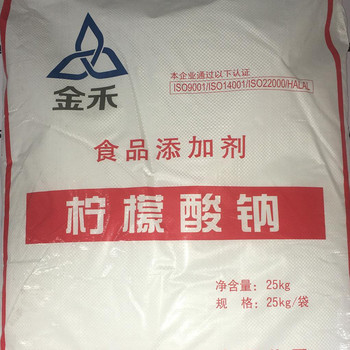 本企业通过以下认证
ISO9001/ISO14001/ISO22000/HALAL
金禾
食品添加剂
柠檬酸钠
净含量：25kg
规 格：25kg/袋